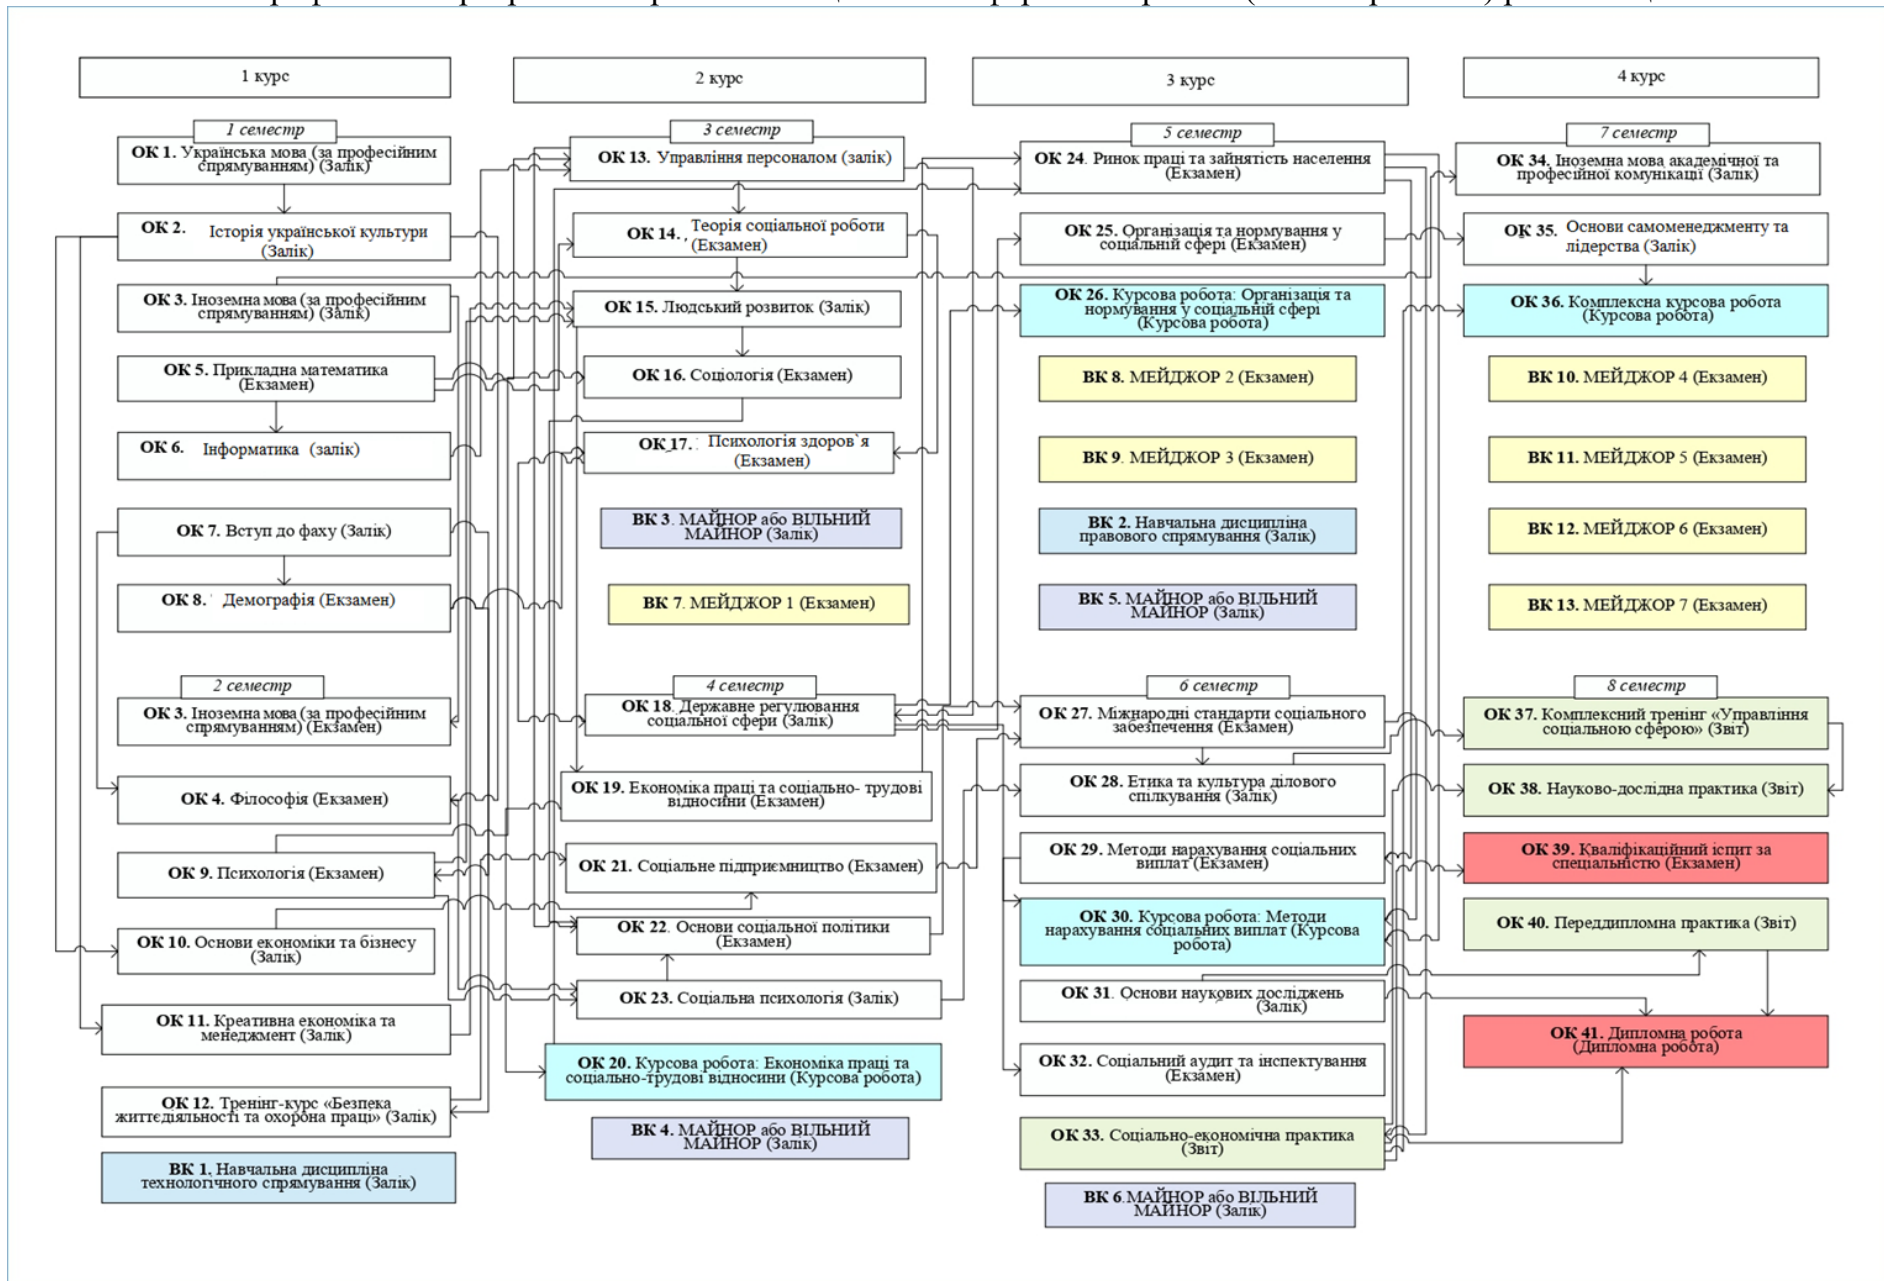 1 курс
1 семестр
ОК 1. Українська мова (за професійним
спрямуванням) (Залік)
ОК 2. Історія української культури
(Залік)
ОК 3. Іноземна мова (за професійним
спрямуванням) (Залік)
ОК 5. Прикладна математика
(Екзамен)
ОК 6. Інформатика (залік)
ОК 7. Вступ до фаху (Залік)
ОК 8. Демографія (Екзамен)
2 семестр
ОК 3. Іноземна мова (за професійним
спрямуванням) (Екзамен)
ОК 4. Філософія (Екзамен)
ОК 9. Психологія (Екзамен)
ОК 10. Основи економіки та бізнесу
(Залік)
ОК 11. Креативна економіка та
менеджмент (Залік)
ОК 12. Тренінг-курс «Безпека
життєдіяльності та охорона праці» (Залік)
ВК 1. Навчальна дисципліна
технологічного спрямування (Залік)
2 курс
3 семестр
ОК 13. Управління персоналом (залік)
ОК 14. Теорія соціальної роботи
(Екзамен)
ОК 15. Людський розвиток (Залік)
ОК 16. Соціологія (Екзамен)
ОК 17. Психологія здоров`я
(Екзамен)
ВК 3. МАЙНОР або ВІЛЬНИЙ
МАЙНОР (Залік)
ВК 7. МЕЙДЖОР 1 (Екзамен)
4 семестр
ОК 18. Державне регулювання
соціальної сфери (Залік)
ОК 19. Економіка праці та соціально- трудові
відносини (Екзамен)
ОК 21. Соціальне підприємництво (Екзамен)
ОК 22. Основи соціальної політики
(Екзамен)
ОК 23. Соціальна психологія (Залік)
ОК 20. Курсова робота: Економіка праці та
соціально-трудові відносини (Курсова робота)
ВК 4. МАЙНОР або ВІЛЬНИЙ
МАЙНОР (Залік)
3 курс
5 семестр
ОК 24. Ринок праці та зайнятість населення
(Екзамен)
ОК 25. Організація та нормування у
соціальній сфері (Екзамен)
ОК 26. Курсова робота: Організація та
нормування у соціальній сфері
(Курсова робота)
ВК 8. МЕЙДЖОР 2 (Екзамен)
ВК 9. МЕЙДЖОР 3 (Екзамен)
ВК 2. Навчальна дисципліна
правового спрямування (Залік)
ВК 5. МАЙНОР або ВІЛЬНИЙ
МАЙНОР (Залік)
6 семестр
ОК 27. Міжнародні стандарти соціального
забезпечення (Екзамен)
ОК 28. Етика та культура ділового
спілкування (Залік)
ОК 29. Методи нарахування соціальних
виплат (Екзамен)
ОК 30. Курсова робота: Методи
нарахування соціальних виплат (Курсова
робота)
ОК 31. Основи наукових досліджень
(Залік)
ОК 32. Соціальний аудит та інспектування
(Екзамен)
ОК 33. Соціально-економічна практика
(Звіт)
ВК 6.МАЙНОР або ВІЛЬНИЙ
МАЙНОР (Залік)
4 курс
7 семестр
ОК 34. Іноземна мова академічної та
професійної комунікації (Залік)
ОК 35. Основи самоменеджменту та
лідерства (Залік)
ОК 36. Комплексна курсова робота
(Курсова робота)
ВК 10. МЕЙДЖОР 4 (Екзамен)
ВК 11. МЕЙДЖОР 5 (Екзамен)
ВК 12. МЕЙДЖОР 6 (Екзамен)
ВК 13. МЕЙДЖОР 7 (Екзамен)
8 семестр
ОК 37. Комплексний тренінг «Управління
соціальною сферою» (Звіт)
ОК 38. Науково-дослідна практика (Звіт)
ОК 39. Кваліфікаційний іспит за
спеціальністю (Екзамен)
ОК 40. Переддипломна практика (Звіт)
ОК 41. Дипломна робота
(Дипломна робота)